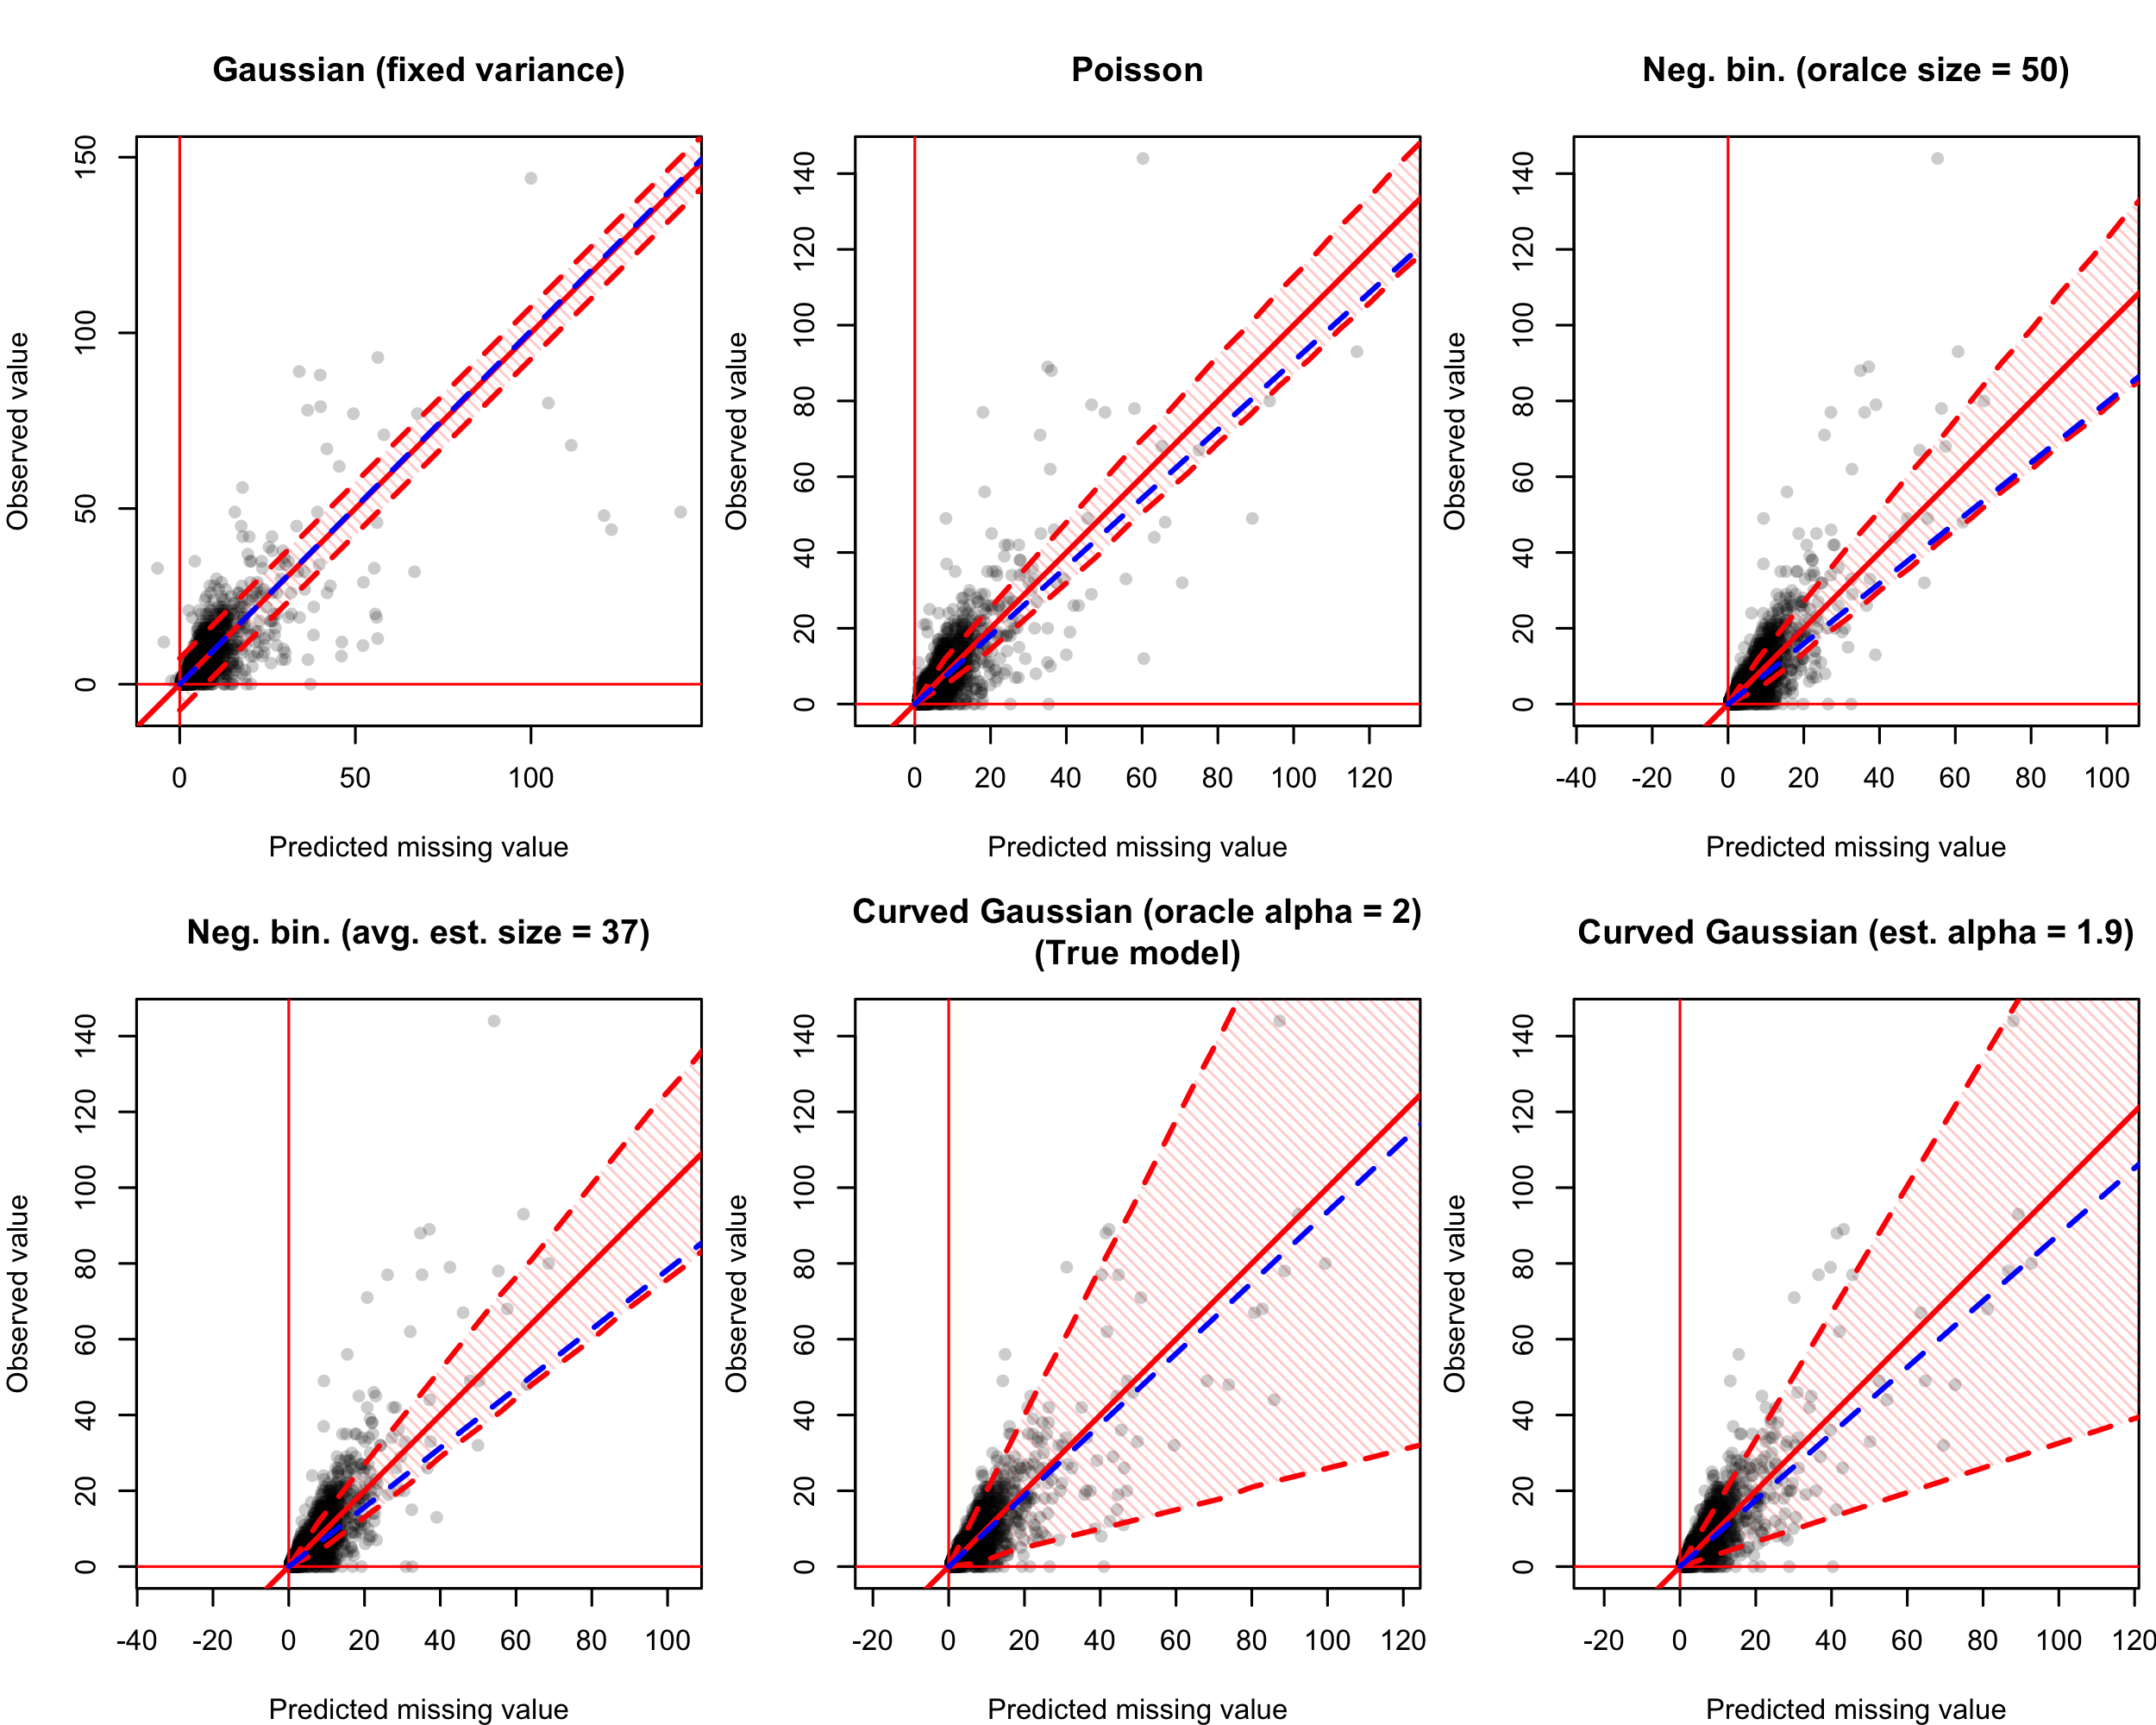 Gaussian (fixed variance)
Observed value
0 50 100 150
0 50 100
Predicted missing value
Poisson
Observed value
0 20 40 60 80 100 120 140
0 20 40 60 80 100 120
Predicted missing value
Neg. bin. (oralce size = 50)
Observed value
0 20 40 60 80 100 120 140
-40 -20 0 20 40 60 80 100
Predicted missing value
Neg. bin. (avg. est. size = 37)
Observed value
0 20 40 60 80 100 120 140
-40 -20 0 20 40 60 80 100
Predicted missing value
Curved Gaussian (oracle alpha = 2)
(True model)
Observed value
0 20 40 60 80 100 120 140
-20 0 20 40 60 80 100 120
Predicted missing value
Curved Gaussian (est. alpha = 1.9)
Observed value
0 20 40 60 80 100 120 140
-20 0 20 40 60 80 100 120
Predicted missing value